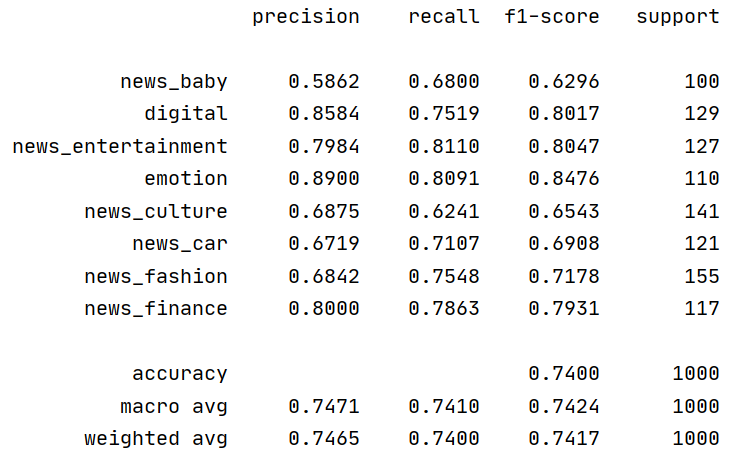 precision recall f1-score support
news_baby 0.5862 0.6800 0.6296 100
digital 0.8584 0.7519 0.8017 129
news_entertainment 0.7984 0.8110 0.8047 127
emotion 0.8900 0.8091 0.8476 110
news_culture 0.6875 0.6241 0.6543 141
news_car 0.6719 0.7107 0.6908 121
news_fashion 0.6842 0.7548 0.7178 155
news_finance 0.8000 0.7863 0.7931 117
accuracy 0.7400 1000
macro avg 0.7471 0.7410 0.7424 1000
weighted avg 0.7465 0.7400 0.7417 1000